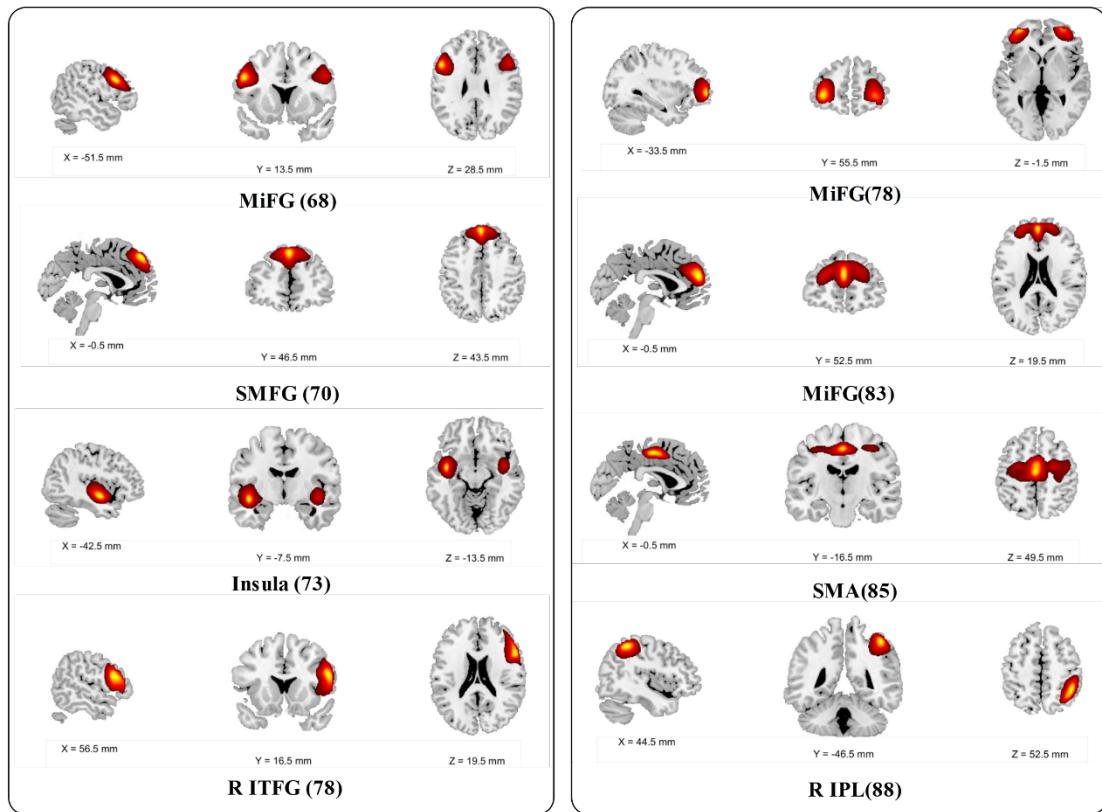 X = -51.5 mm Y = 13.5 mm Z = 28.5 mm
MiFG (68)
X = -0.5 mm Y = 46.5 mm Z = 43.5 mm
SMFG (70)
X = -42.5 mm Y = -7.5 mm Z = -13.5 mm
Insula (73)
X = 56.5 mm Y = 16.5 mm Z = 19.5 mm
R ITFG (78)
X = -33.5 mm Y = 55.5 mm Z = -1.5 mm
MiFG(78)
X = -0.5 mm Y = 52.5 mm Z = 19.5 mm
MiFG(83)
X = -0.5 mm Y = -16.5 mm Z = 49.5 mm
SMA(85)
X = 44.5 mm Y = -46.5 mm Z = 52.5 mm
R IPL(88)